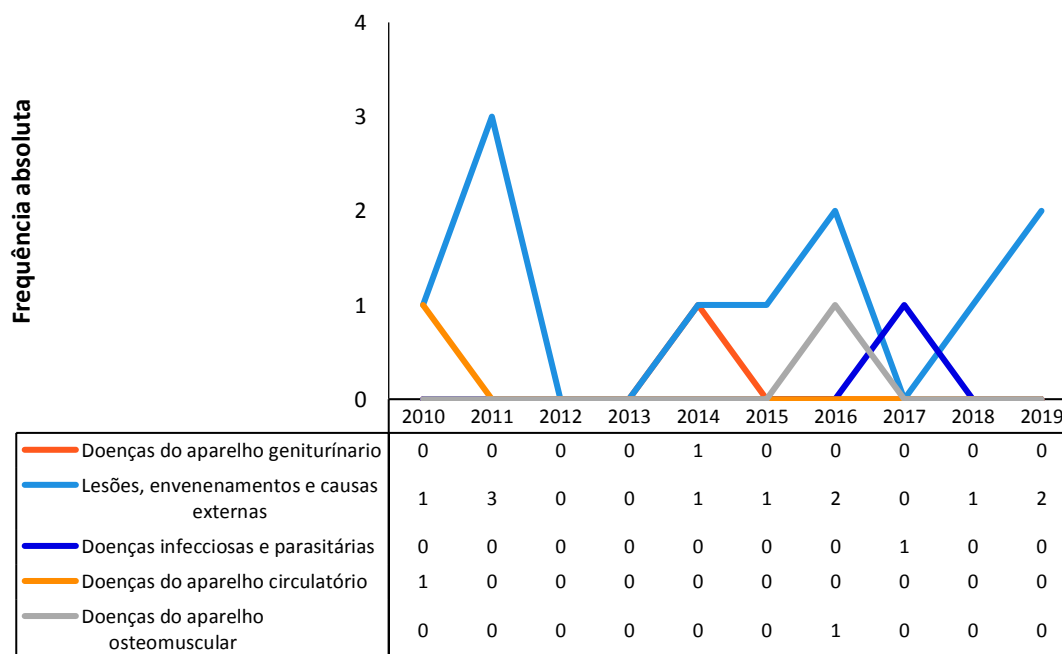 Frequência absoluta
4
3
2
1
0
2010 2011 2012 2013 2014 2015 2016 2017 2018 2019
Doenças do aparelho geniturínario 0 0 0 0 1 0 0 0 0 0
Lesões, envenenamentos e causas
externas 1 3 0 0 1 1 2 0 1 2
Doenças infecciosas e parasitárias 0 0 0 0 0 0 0 1 0 0
Doenças do aparelho circulatório 1 0 0 0 0 0 0 0 0 0
Doenças do aparelho
osteomuscular 0 0 0 0 0 0 1 0 0 0